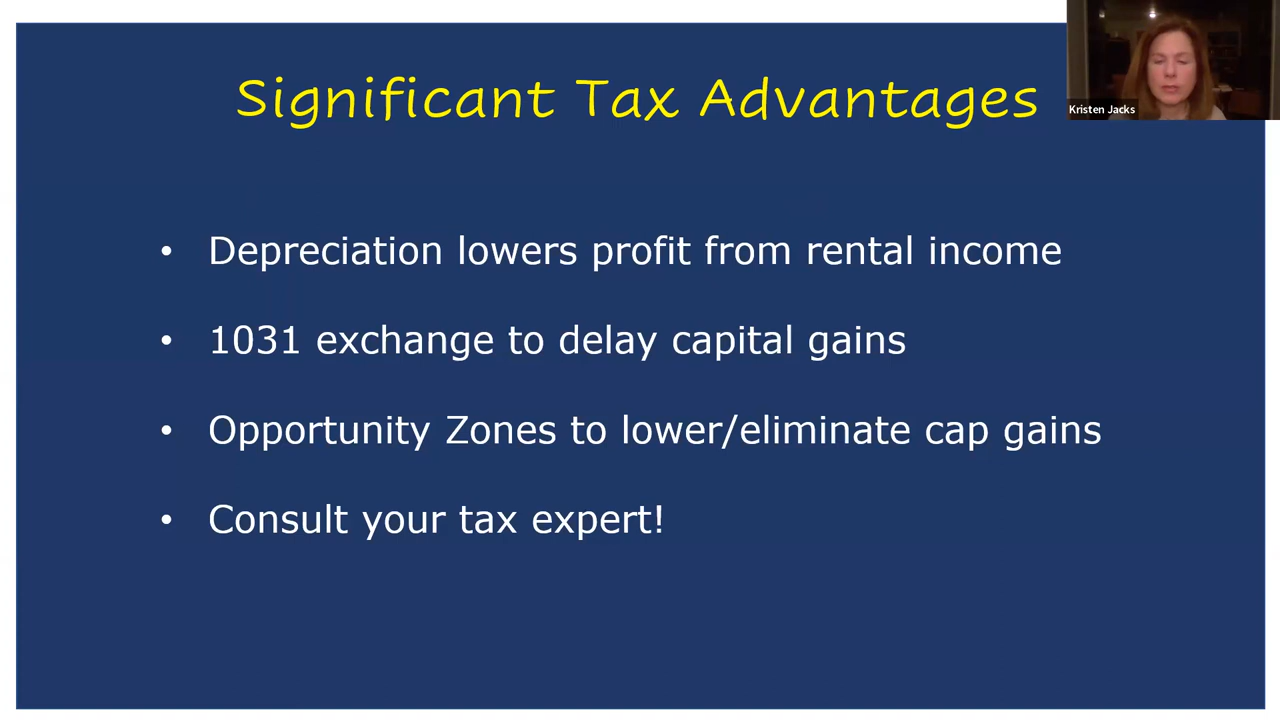 Significant Tax Advantages
Kristen Jacks
• Depreciation lowers profit from rental income
• 1031 exchange to delay capital gains
• Opportunity Zones to lower/eliminate cap gains
• Consult your tax expert!